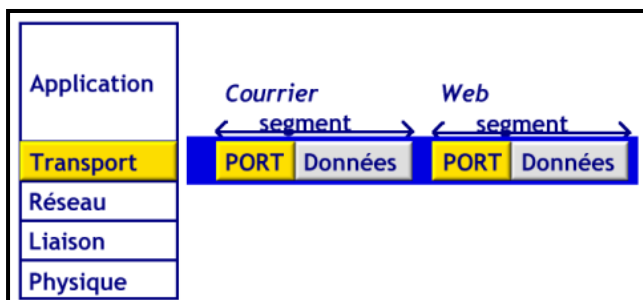 Application
Courrier Web
segment segment
Transport PORT Données PORT Données
Réseau
Liaison
Physique